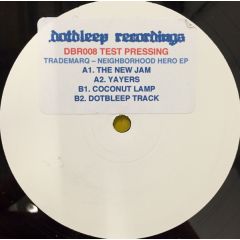 dotbleep recordings
DBR008 TEST PRESSING
TRADEMARQ – NEIGHBORHOOD HERO EP
A1. THE NEW JAM
A2. YAYERS
B1. COCONUT LAMP
B2. DOTBLEEP TRACK